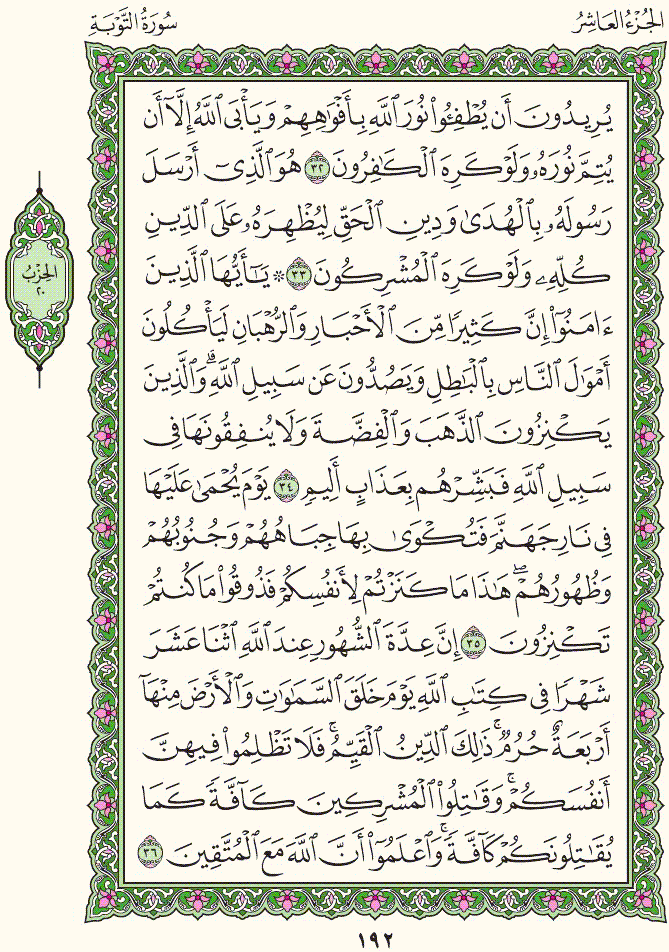 الجُزْءُ العَاشِرُ
سُورَةُ التَّوْبَةِ
يُرِيدُونَ أَن يُطْفِـُٔوا۟ نُورَ ٱللَّهِ بِأَفْوَٰهِهِمْ وَيَأْبَى ٱللَّهُ إِلَّآ أَن
يُتِمَّ نُورَهُۥ وَلَوْ كَرِهَ ٱلْكَٰفِرُونَ ٣٢ هُوَ ٱلَّذِىٓ أَرْسَلَ
رَسُولَهُۥ بِٱلْهُدَىٰ وَدِينِ ٱلْحَقِّ لِيُظْهِرَهُۥ عَلَى ٱلدِّينِ
كُلِّهِۦ وَلَوْ كَرِهَ ٱلْمُشْرِكُونَ ٣٣ ۞ يَٰٓأَيُّهَا ٱلَّذِينَ
ءَامَنُوٓا۟ إِنَّ كَثِيرًا مِّنَ ٱلْأَحْبَارِ وَٱلرُّهْبَانِ لَيَأْكُلُونَ
أَمْوَٰلَ ٱلنَّاسِ بِٱلْبَٰطِلِ وَيَصُدُّونَ عَن سَبِيلِ ٱللَّهِ ۗ وَٱلَّذِينَ
يَكْنِزُونَ ٱلذَّهَبَ وَٱلْفِضَّةَ وَلَا يُنفِقُونَهَا فِى
سَبِيلِ ٱللَّهِ فَبَشِّرْهُم بِعَذَابٍ أَلِيمٍ ٣٤ يَوْمَ يُحْمَىٰ عَلَيْهَا
فِى نَارِ جَهَنَّمَ فَتُكْوَىٰ بِهَا جِبَاهُهُمْ وَجُنُوبُهُمْ
وَظُهُورُهُمْ ۖ هَٰذَا مَا كَنَزْتُمْ لِأَنفُسِكُمْ فَذُوقُوا۟ مَا كُنتُمْ
تَكْنِزُونَ ٣٥ إِنَّ عِدَّةَ ٱلشُّهُورِ عِندَ ٱللَّهِ ٱثْنَا عَشَرَ
شَهْرًا فِى كِتَٰبِ ٱللَّهِ يَوْمَ خَلَقَ ٱلسَّمَٰوَٰتِ وَٱلْأَرْضَ مِنْهَآ
أَرْبَعَةٌ حُرُمٌ ۚ ذَٰلِكَ ٱلدِّينُ ٱلْقَيِّمُ ۚ فَلَا تَظْلِمُوا۟ فِيهِنَّ
أَنفُسَكُمْ ۚ وَقَٰتِلُوا۟ ٱلْمُشْرِكِينَ كَآفَّةً كَمَا
يُقَٰتِلُونَكُمْ كَآفَّةً ۚ وَٱعْلَمُوٓا۟ أَنَّ ٱللَّهَ مَعَ ٱلْمُتَّقِينَ ٣٦
الحِزْبُ
٢٠
١٩٢